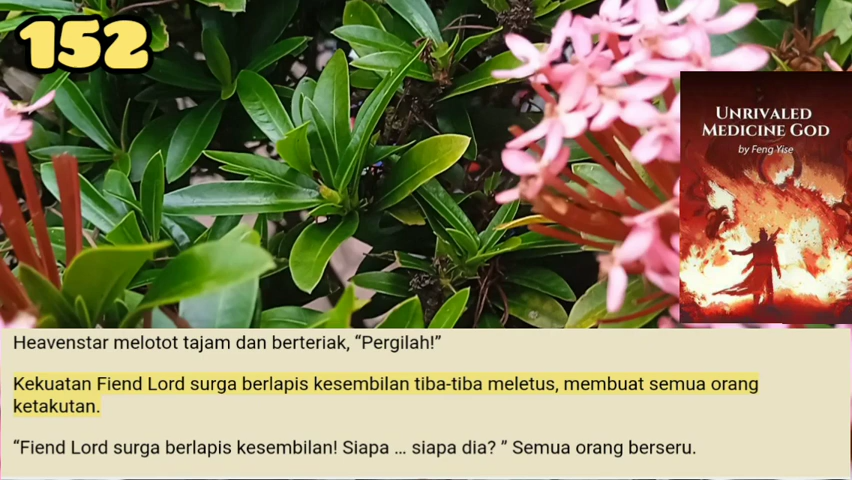 152
UNRIVALED
MEDICINE GOD
by Feng Yise
Heavenstar melotot tajam dan berteriak, “Pergilah!”
Kekuatan Fiend Lord surga berlapis kesembilan tiba-tiba meletus, membuat semua orang
ketakutan.
“Fiend Lord surga berlapis kesembilan! Siapa ... siapa dia? ” Semua orang berseru.